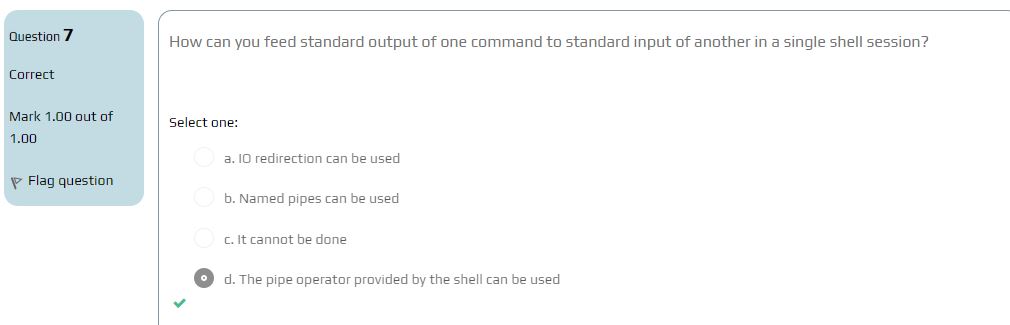 Question 7
Correct
Mark 1.00 out of
1.00
Flag question
How can you feed standard output of one command to standard input of another in a single shell session?
Select one:
a. IO redirection can be used
b. Named pipes can be used
c. It cannot be done
d. The pipe operator provided by the shell can be used